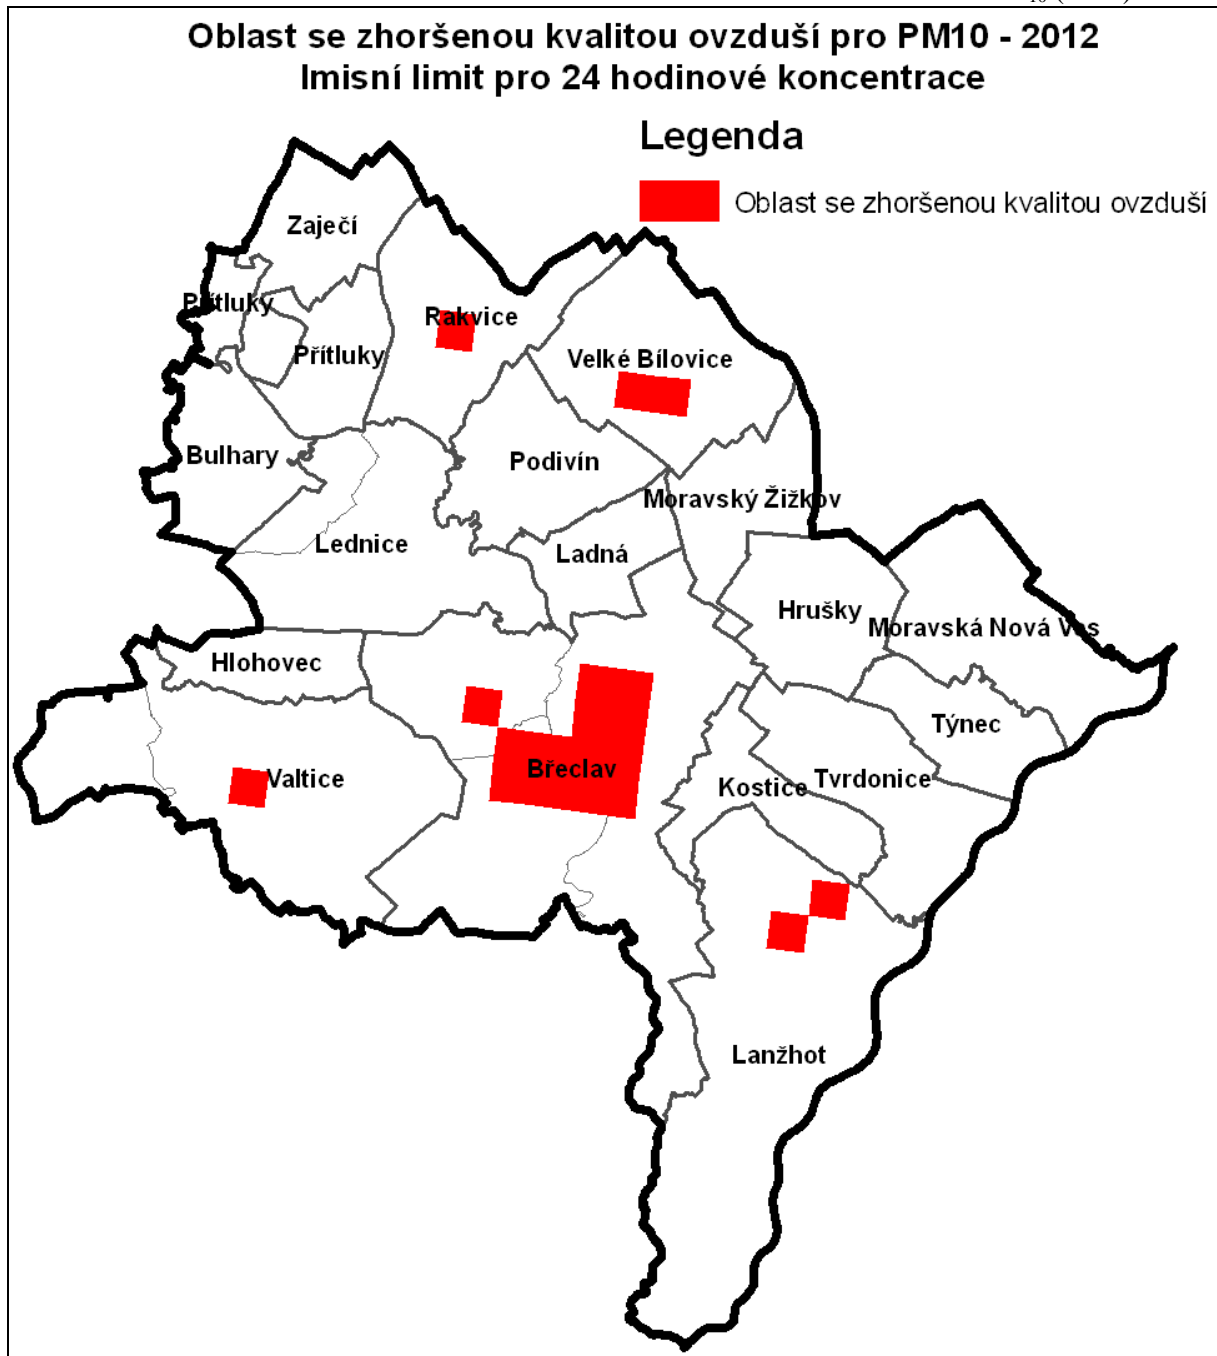 Oblast se zhoršenou kvalitou ovzduší pro PM10 - 2012
Imisní limit pro 24 hodinové koncentrace
Legenda
Oblast se zhoršenou kvalitou ovzduší
Zaječí
Přítluky
Rakvice
Přítluky
Velké Bílovice
Bulhary
Podivín
Moravský Žižkov
Lednice
Ladná
Hrušky
Moravská Nová Ves
Hlohovec
Týnec
Břeclav
Valtice
Kostice
Tvrdonice
Lanžhot